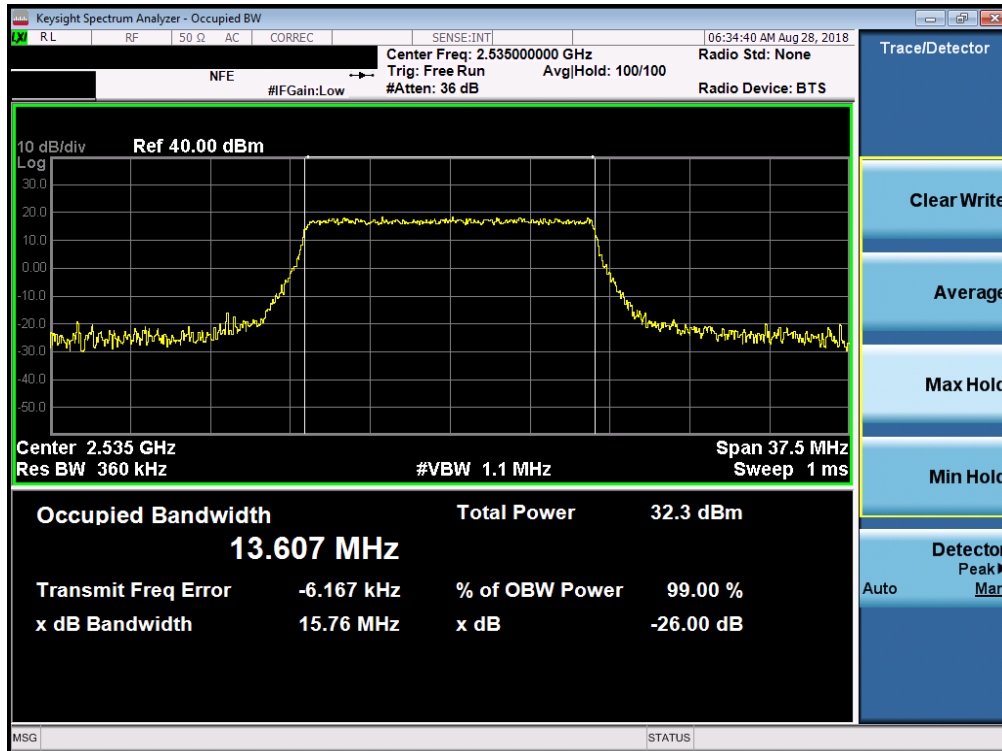 Keysight Spectrum Analyzer - Occupied BW
LXI RL RF 50 Ω AC CORREC SENSE:INT 06:34:40 AM Aug 28, 2018
Center Freq: 2.535000000 GHz Radio Std: None
NFE Trig: Free Run Avg|Hold: 100/100
#IFGain:Low #Atten: 36 dB Radio Device: BTS
Trace/Detector
10 dB/div Ref 40.00 dBm
Log
30.0
20.0
10.0
0.00
-10.0
-20.0
-30.0
-40.0
-50.0
Center 2.535 GHz Span 37.5 MHz
Res BW 360 kHz #VBW 1.1 MHz Sweep 1 ms
Occupied Bandwidth Total Power 32.3 dBm
13.607 MHz
Transmit Freq Error -6.167 kHz % of OBW Power 99.00 %
x dB Bandwidth 15.76 MHz x dB -26.00 dB
Clear Write
Average
Max Hold
Min Hold
Detector
Peak
Auto Man
MSG STATUS